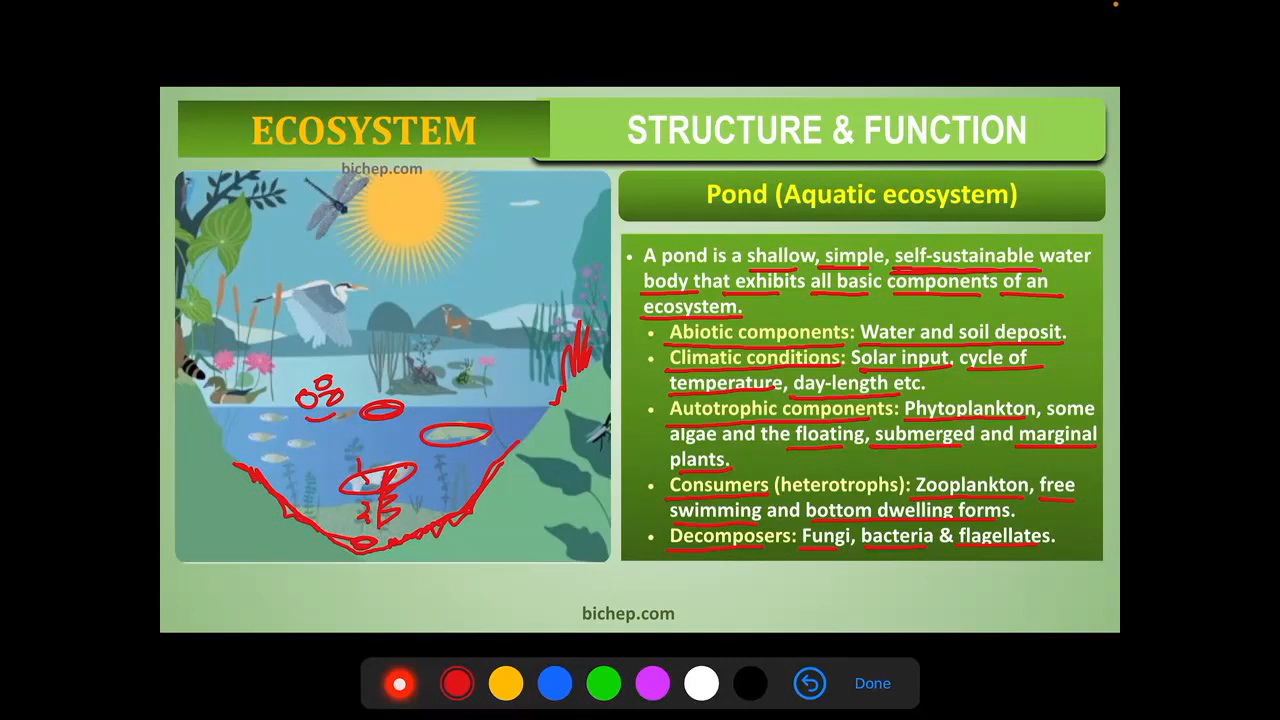 ECOSYSTEM
STRUCTURE & FUNCTION
bichep.com
Pond (Aquatic ecosystem)
• A pond is a shallow, simple, self-sustainable water
body that exhibits all basic components of an
ecosystem.
• Abiotic components: Water and soil deposit.
• Climatic conditions: Solar input. cycle of
temperature, day-length etc.
• Autotrophic components: Phytoplankton, some
algae and the floating, submerged and marginal
plants.
• Consumers (heterotrophs): Zooplankton, free
swimming and bottom dwelling forms.
• Decomposers: Fungi, bacteria & flagellates.
bichep.com
Done